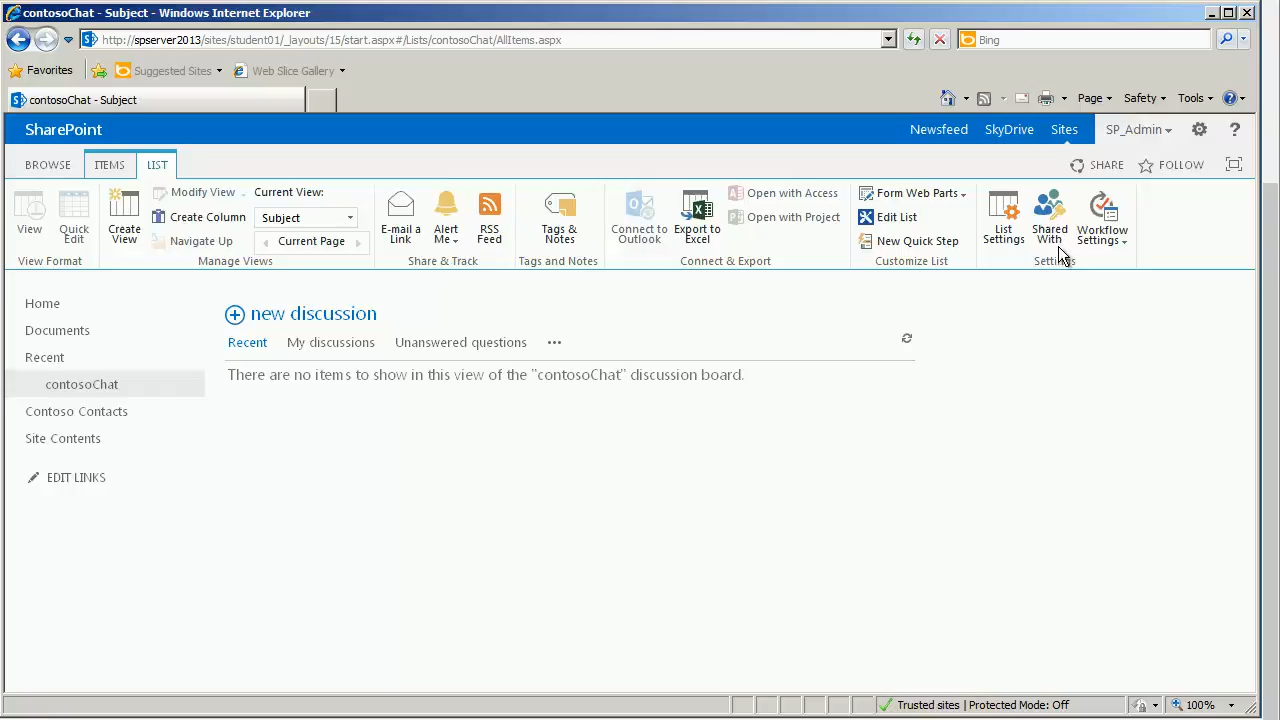 contosoChat - Subject - Windows Internet Explorer
http://spserver2013/sites/student01/_layouts/15/start.aspx#/Lists/contosoChat/AllItems.aspx
Bing
Favorites
Suggested Sites
Web Slice Gallery
contosoChat - Subject
Page
Safety
Tools
SharePoint
Newsfeed
SkyDrive
Sites
SP_Admin
BROWSE
ITEMS
LIST
SHARE
FOLLOW
View
Quick Edit
View Format
Create View
Modify View
Create Column
Navigate Up
Current View:
Subject
Current Page
Manage Views
E-mail a Link
Alert Me
RSS Feed
Share & Track
Tags & Notes
Tags and Notes
Connect to Outlook
Export to Excel
Open with Access
Open with Project
Connect & Export
Form Web Parts
Edit List
New Quick Step
Customize List
List Settings
Shared With
Workflow Settings
Settings
Home
Documents
Recent
contosoChat
Contoso Contacts
Site Contents
EDIT LINKS
new discussion
Recent
My discussions
Unanswered questions
There are no items to show in this view of the "contosoChat" discussion board.
Trusted sites | Protected Mode: Off
100%